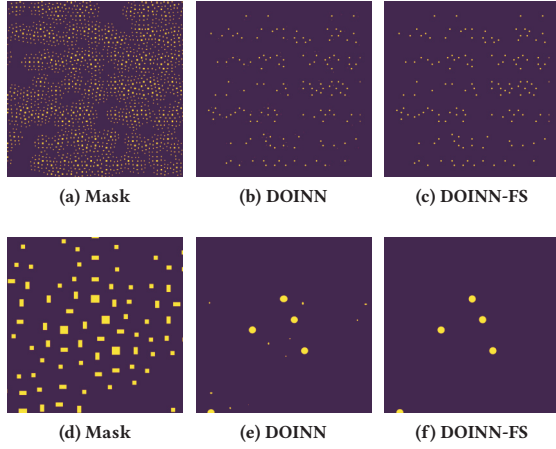 (a) Mask
(b) DOINN
(c) DOINN-FS
(d) Mask
(e) DOINN
(f) DOINN-FS